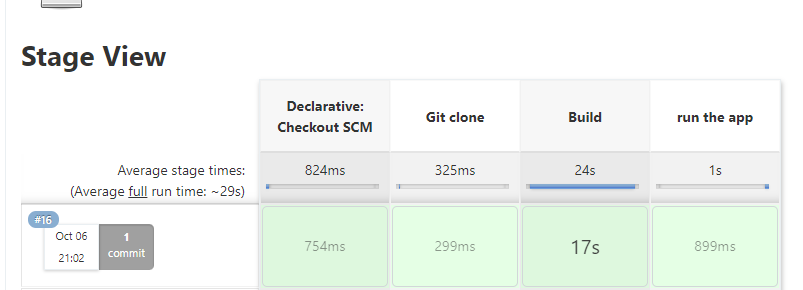 Stage View
Declarative:
Checkout SCM
Git clone
Build
run the app
Average stage times:
(Average full run time: ~29s)
824ms
325ms
24s
1s
#16
Oct 06
21:02
1
commit
754ms
299ms
17s
899ms